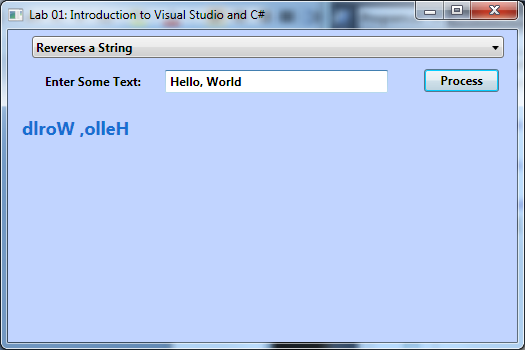 Lab 01: Introduction to Visual Studio and C#
Reverses a String
Enter Some Text: Hello, World Process
dlroW ,olleH